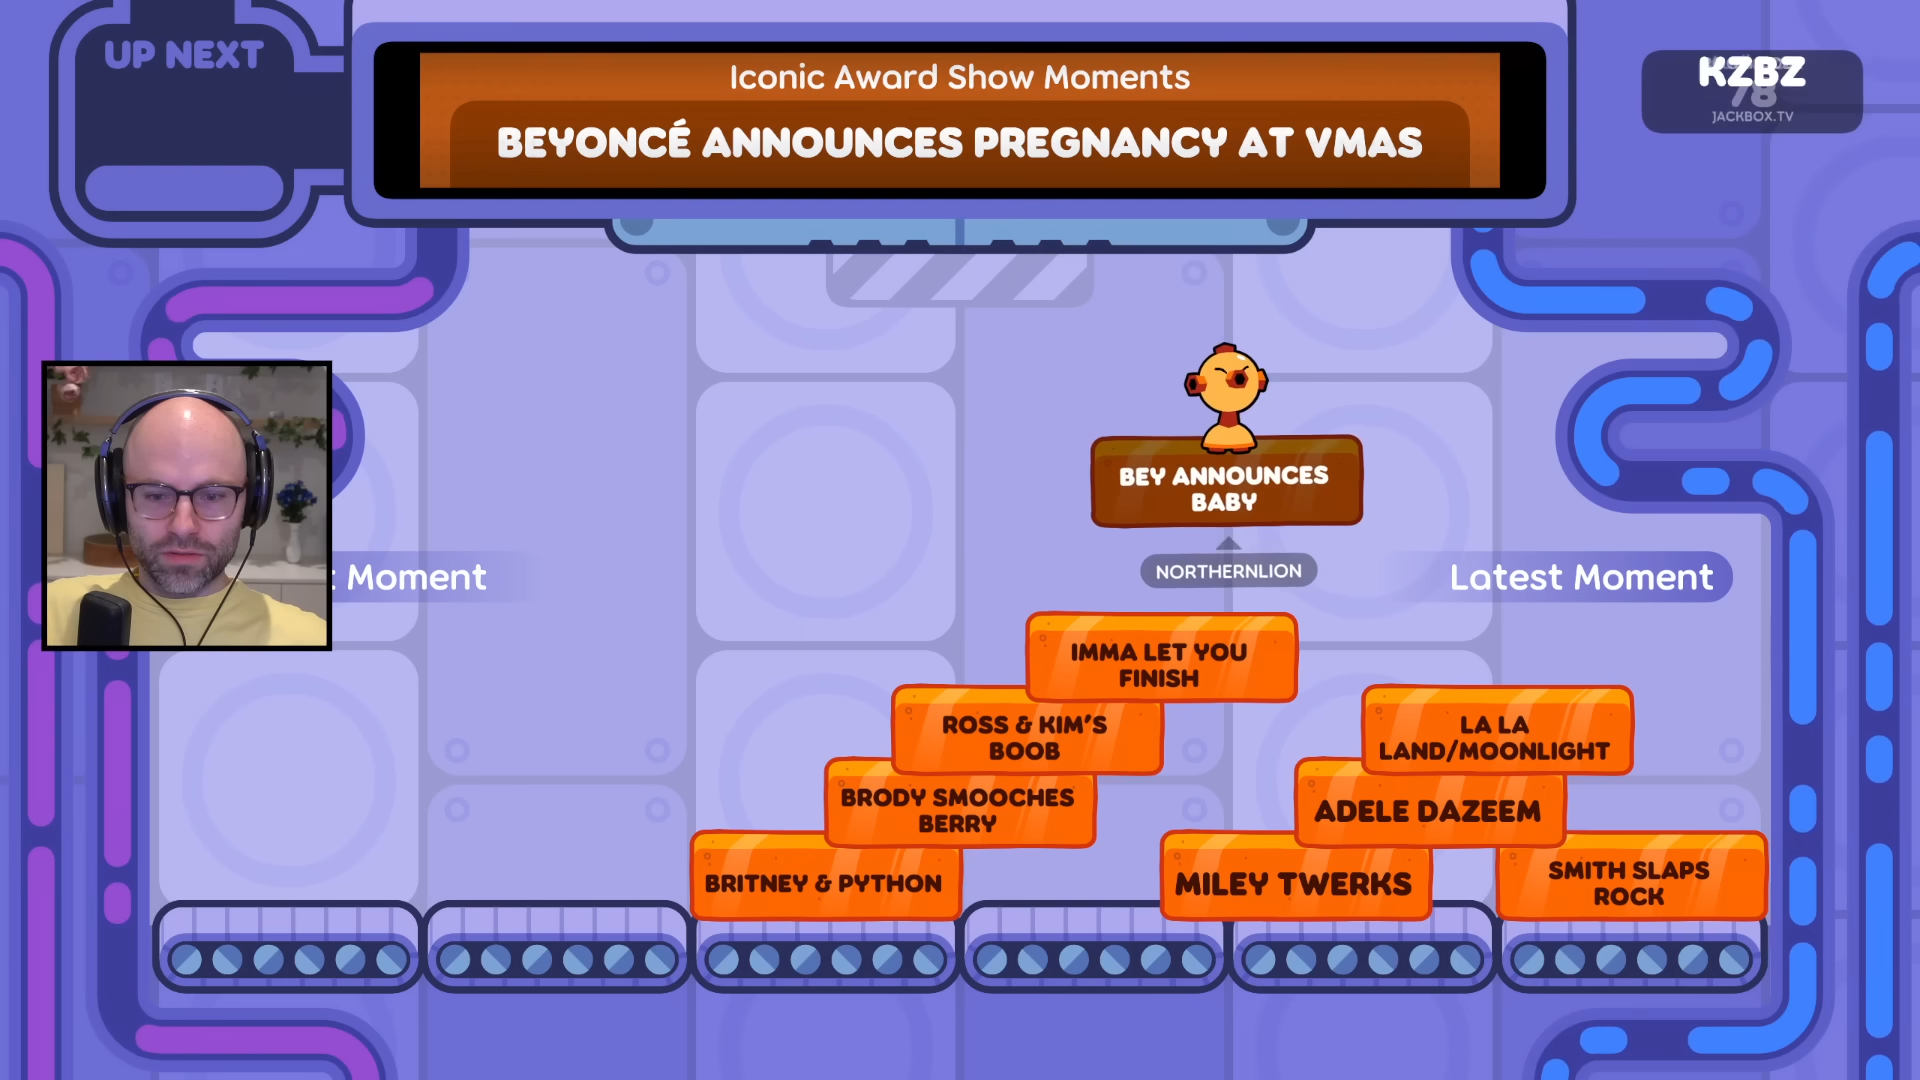 UP NEXT
Iconic Award Show Moments
BEYONCÉ ANNOUNCES PREGNANCY AT VMAS
KZBZ
78
JACKBOX.TV
BEY ANNOUNCES
BABY
NORTHERNLION
Moment
Latest Moment
IMMA LET YOU
FINISH
ROSS & KIM'S
BOOB
LA LA
LAND/MOONLIGHT
BRODY SMOOCHES
BERRY
ADELE DAZEEM
BRITNEY & PYTHON
MILEY TWERKS
SMITH SLAPS
ROCK